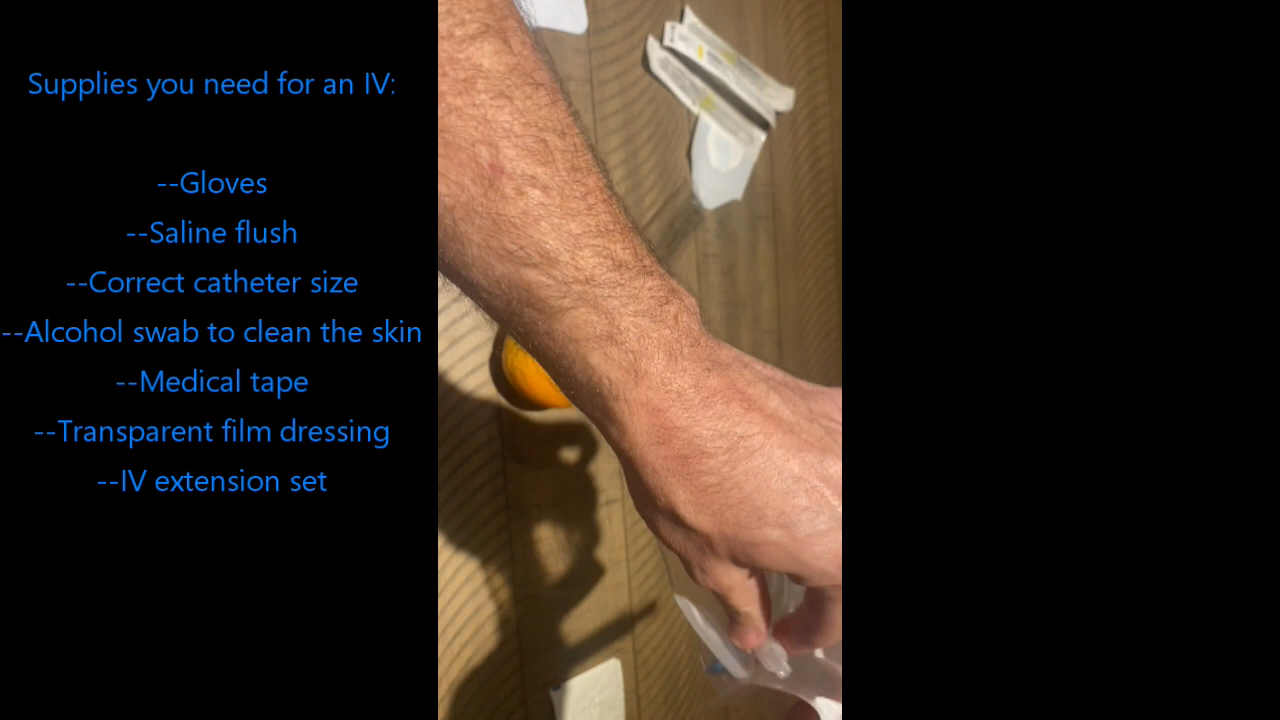 Supplies you need for an IV:
--Gloves
--Saline flush
--Correct catheter size
--Alcohol swab to clean the skin
--Medical tape
--Transparent film dressing
--IV extension set